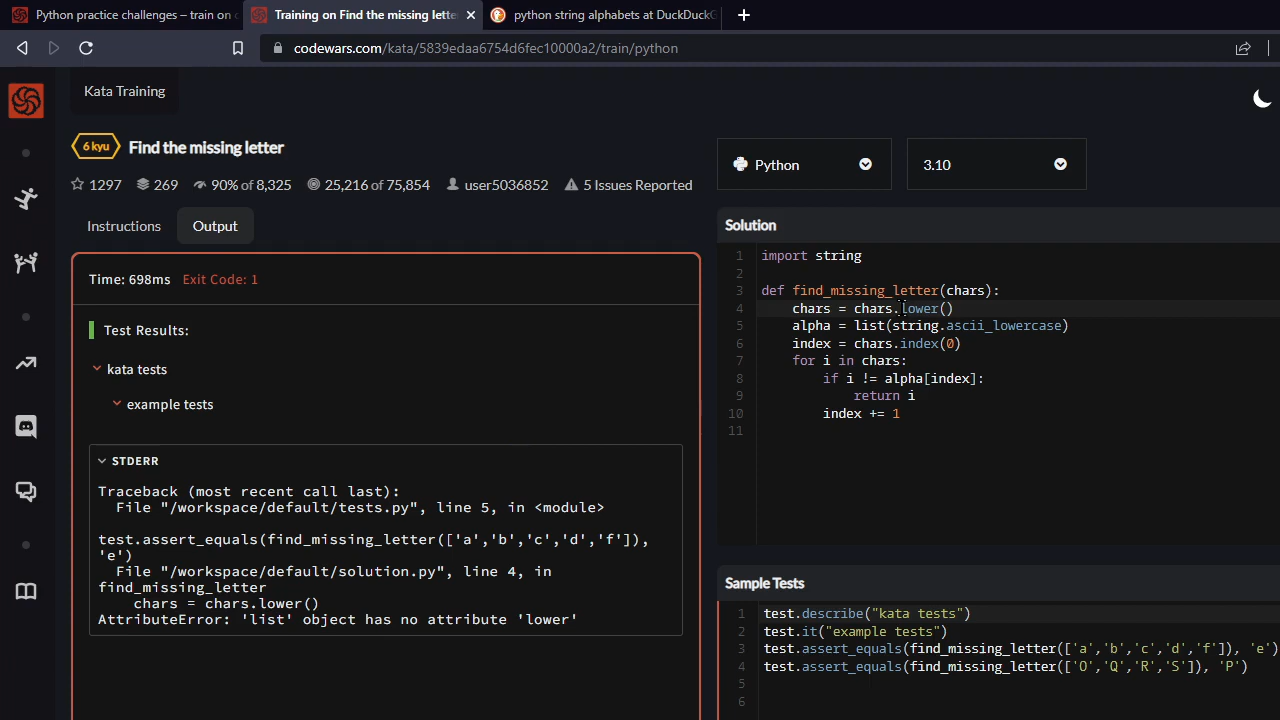 Python practice challenges – train on c
Training on Find the missing lette
python string alphabets at DuckDuckG
codewars.com/kata/5839edaa6754d6fec10000a2/train/python
Kata Training
6 kyu Find the missing letter
1297 269 90% of 8,325 25,216 of 75,854 user5036852 5 Issues Reported
Python
3.10
Instructions Output
Time: 698ms Exit Code: 1
Test Results:
kata tests
example tests
STDERR
Traceback (most recent call last):
File "/workspace/default/tests.py", line 5, in <module>
test.assert_equals(find_missing_letter(['a','b','c','d','f']),
'e')
File "/workspace/default/solution.py", line 4, in
find_missing_letter
chars = chars.lower()
AttributeError: 'list' object has no attribute 'lower'
Solution
1 import string
2
3 def find_missing_letter(chars):
4 chars = chars.lower()
5 alpha = list(string.ascii_lowercase)
6 index = chars.index(0)
7 for i in chars:
8 if i != alpha[index]:
9 return i
10 index += 1
11
Sample Tests
1 test.describe("kata tests")
2 test.it("example tests")
3 test.assert_equals(find_missing_letter(['a','b','c','d','f']), 'e')
4 test.assert_equals(find_missing_letter(['O','Q','R','S']), 'P')
5
6